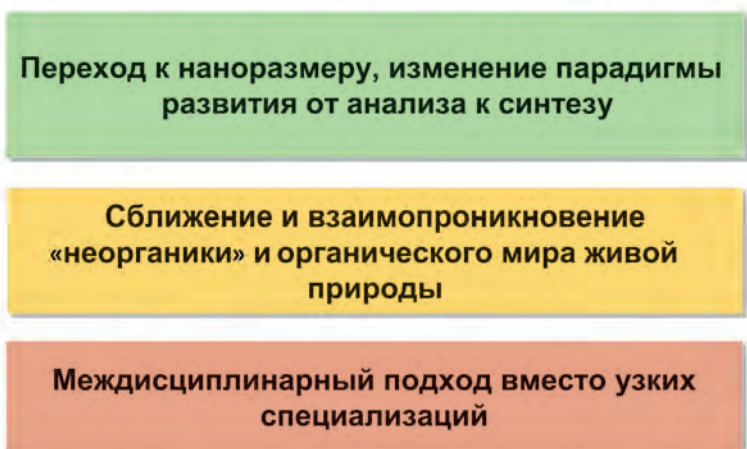 Переход к наноразмеру, изменение парадигмы
развития от анализа к синтезу
Сближение и взаимопроникновение
«неорганики» и органического мира живой
природы
Междисциплинарный подход вместо узких
специализаций